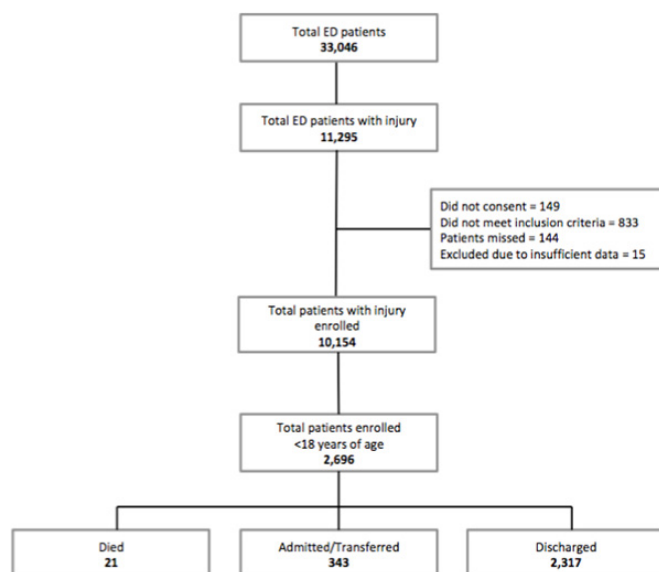 Total ED patients
33,046
Total ED patients with injury
11,295
Did not consent = 149
Did not meet inclusion criteria = 833
Patients missed = 144
Excluded due to insufficient data = 15
Total patients with injury
enrolled
10,154
Total patients enrolled
<18 years of age
2,696
Died
21
Admitted/Transferred
343
Discharged
2,317